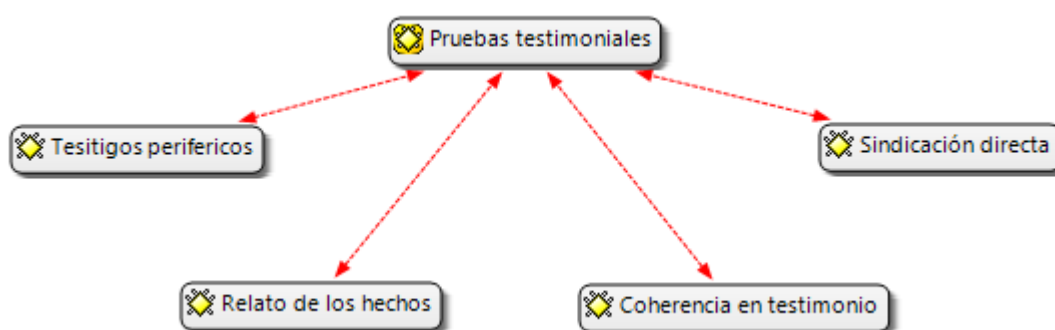 Pruebas testimoniales
Tesitigos perifericos
Sindicación directa
Relato de los hechos
Coherencia en testimonio